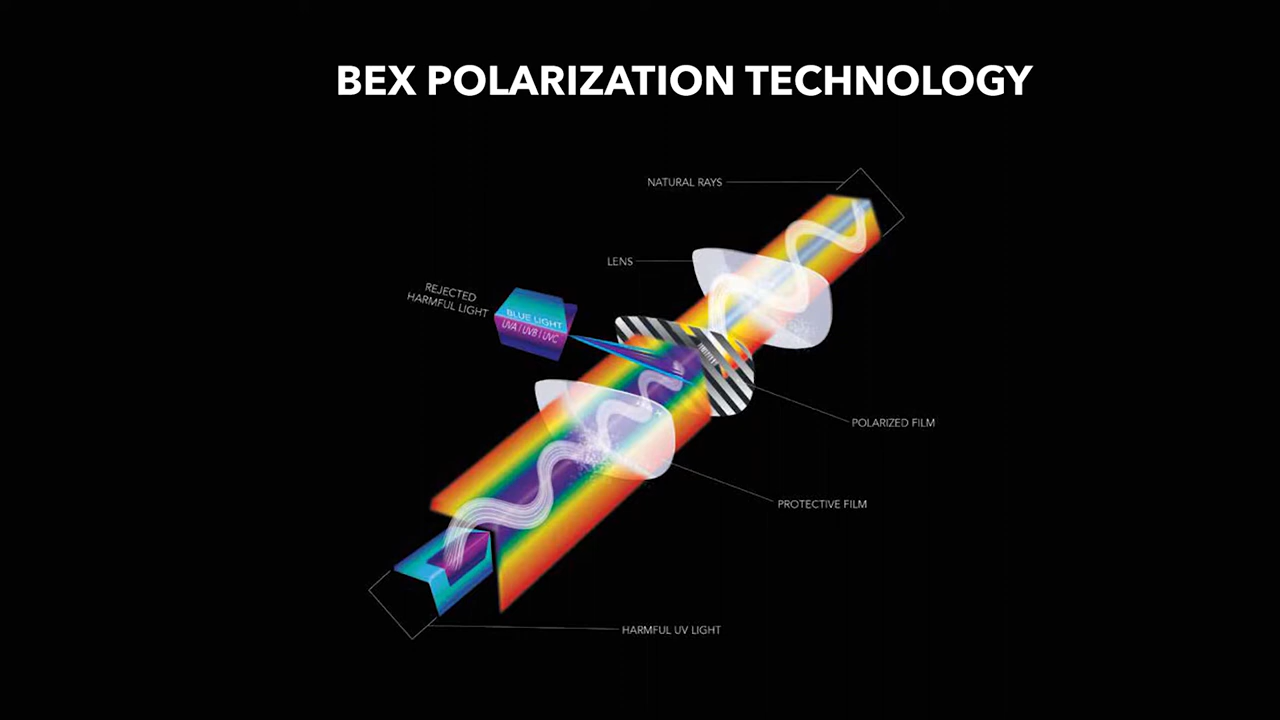 BEX POLARIZATION TECHNOLOGY
NATURAL RAYS
LENS
REJECTED
HARMFUL LIGHT
BLUE LIGHT
UVA | UVB | UVC
POLARIZED FILM
PROTECTIVE FILM
HARMFUL UV LIGHT